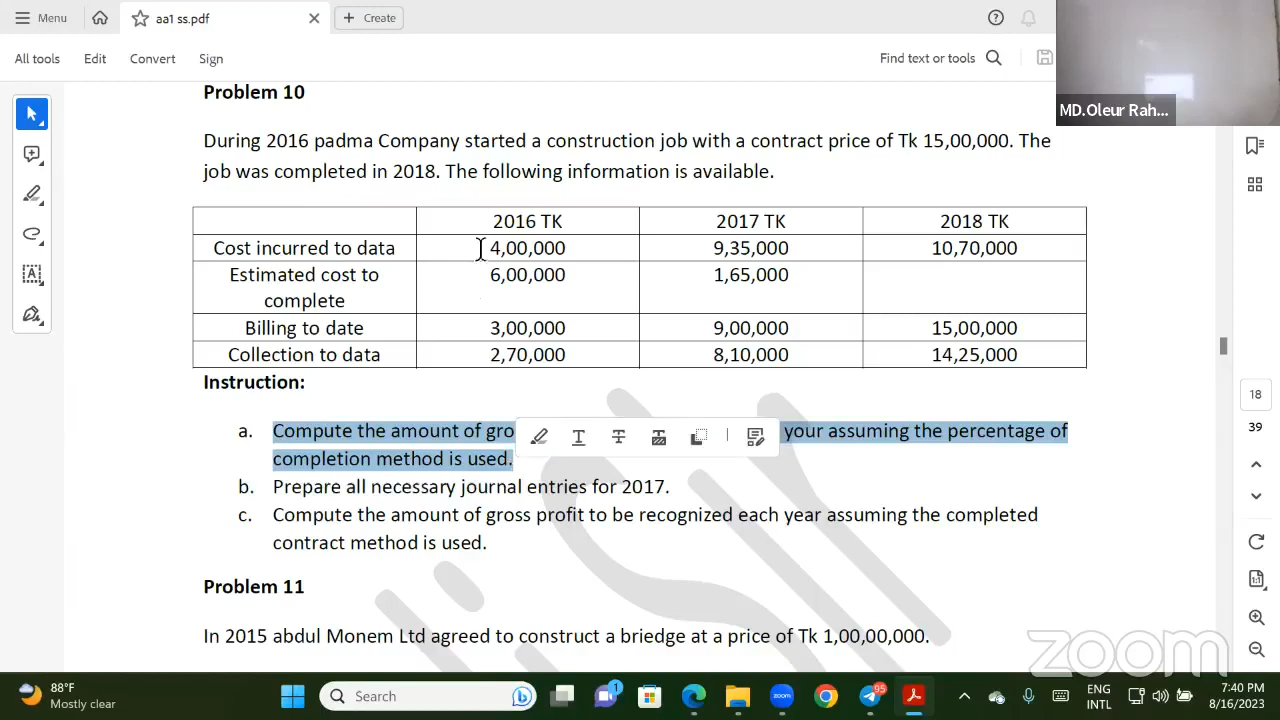 Menu
aa1 ss.pdf
Create
All tools
Edit
Convert
Sign
Find text or tools
MD.Oleur Rah...
Problem 10
During 2016 padma Company started a construction job with a contract price of Tk 15,00,000. The
job was completed in 2018. The following information is available.
2016 TK 2017 TK 2018 TK
Cost incurred to data 4,00,000 9,35,000 10,70,000
Estimated cost to 6,00,000 1,65,000
complete
Billing to date 3,00,000 9,00,000 15,00,000
Collection to data 2,70,000 8,10,000 14,25,000
Instruction:
a. Compute the amount of gro your assuming the percentage of
completion method is used.
b. Prepare all necessary journal entries for 2017.
c. Compute the amount of gross profit to be recognized each year assuming the completed
contract method is used.
Problem 11
In 2015 abdul Monem Ltd agreed to construct a briedge at a price of Tk 1,00,00,000.
18
39
1:1
zoom
88°F
Mostly clear
Search
1
zoom
95
ENG
INTL
7:40 PM
8/16/2023